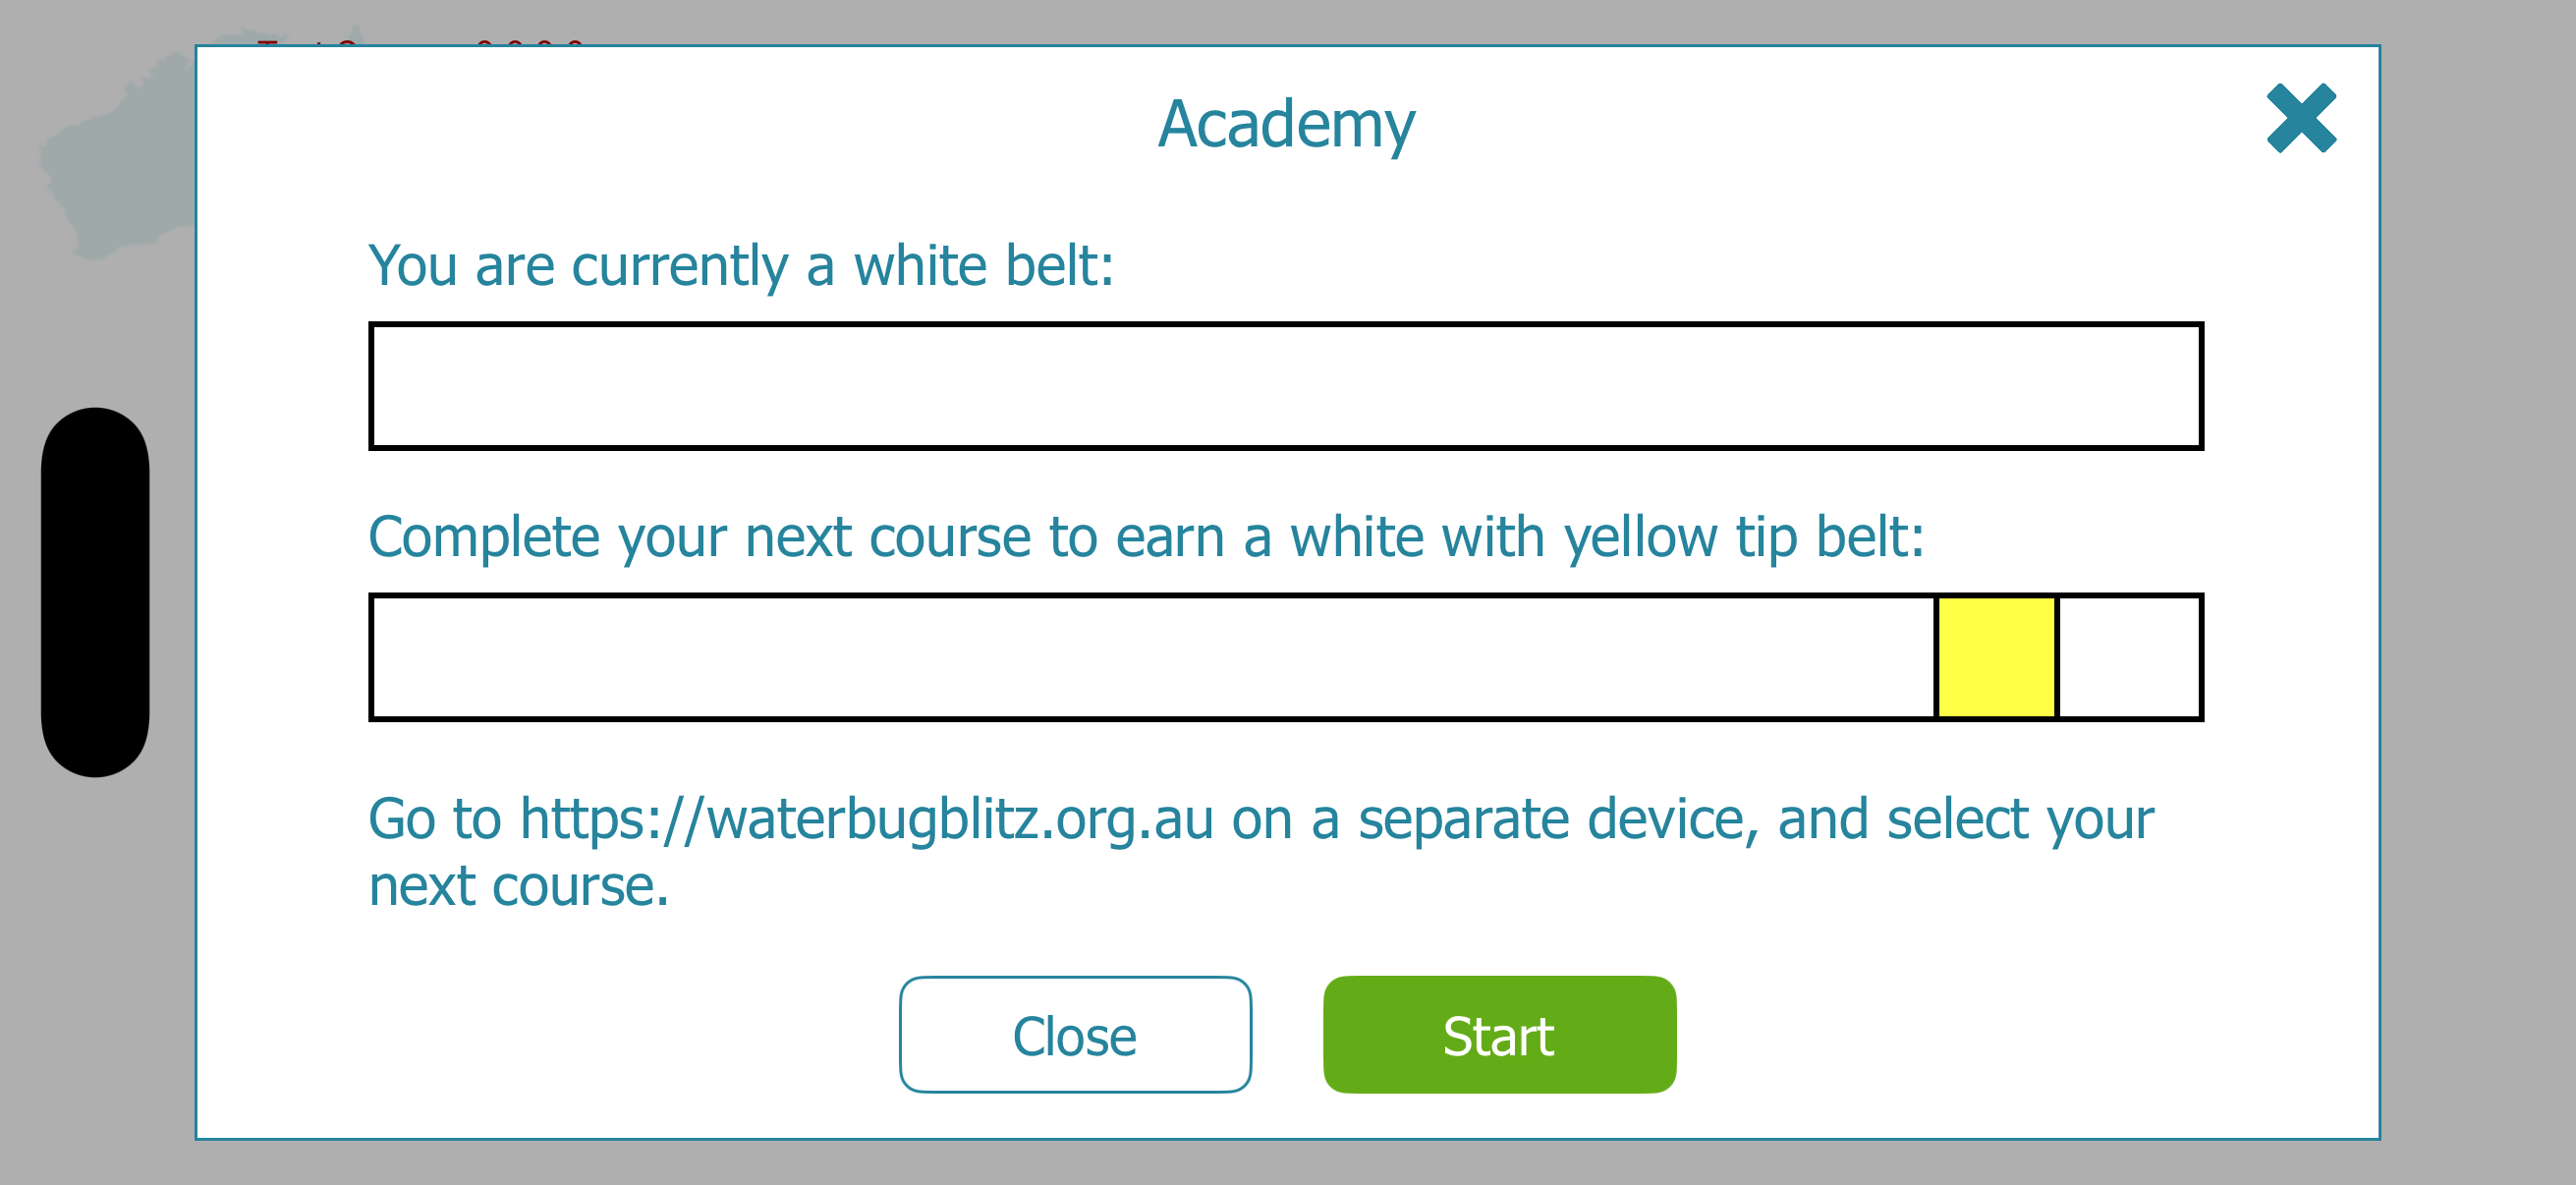 Academy
You are currently a white belt:
Complete your next course to earn a white with yellow tip belt:
Go to https://waterbugblitz.org.au on a separate device, and select your
next course.
Close
Start